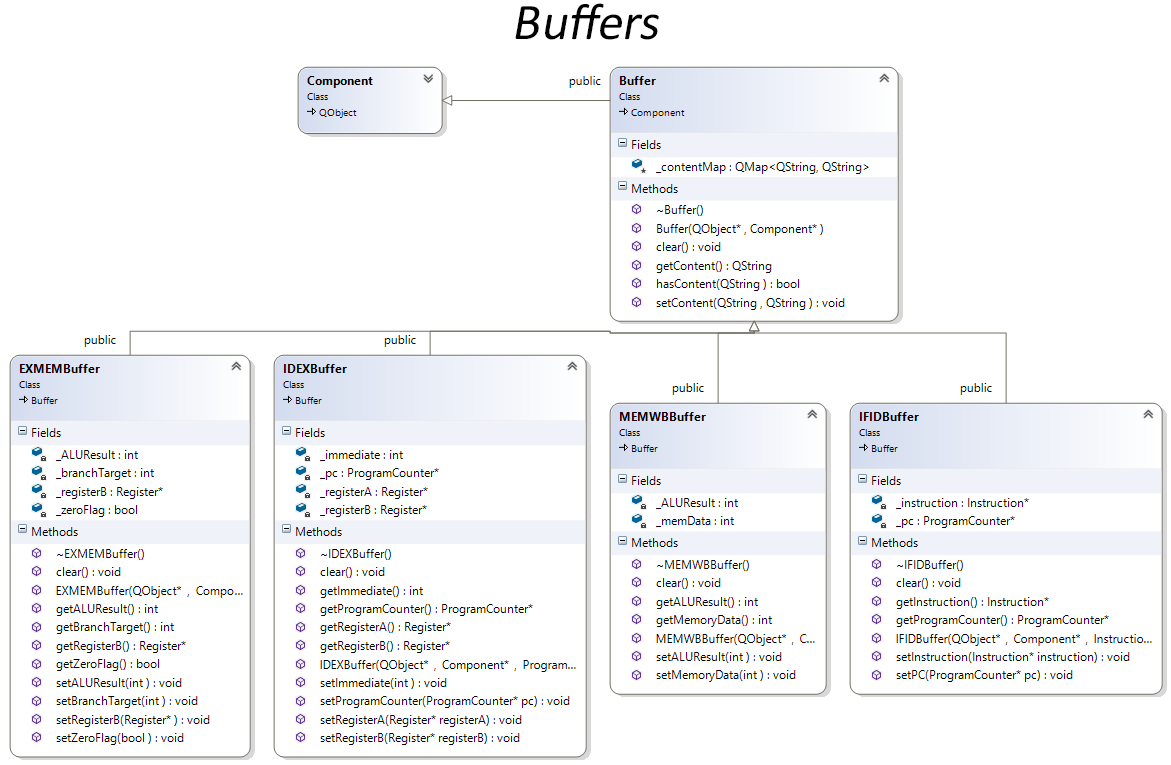 Buffers
Component
Class
QObject
public
Buffer
Class
Component
Fields
_contentMap : QMap<QString, QString>
Methods
~Buffer()
Buffer(QObject* , Component* )
clear() : void
getContent() : QString
hasContent(QString ) : bool
setContent(QString , QString ) : void
public
EXMEMBuffer
Class
Buffer
Fields
_ALUResult : int
_branchTarget : int
_registerB : Register*
_zeroFlag : bool
Methods
~EXMEMBuffer()
clear() : void
EXMEMBuffer(QObject* , Compo...
getALUResult() : int
getBranchTarget() : int
getRegisterB() : Register*
getZeroFlag() : bool
setALUResult(int ) : void
setBranchTarget(int ) : void
setRegisterB(Register* ) : void
setZeroFlag(bool ) : void
public
IDEXBuffer
Class
Buffer
Fields
_immediate : int
_pc : ProgramCounter*
_registerA : Register*
_registerB : Register*
Methods
~IDEXBuffer()
clear() : void
getImmediate() : int
getProgramCounter() : ProgramCounter*
getRegisterA() : Register*
getRegisterB() : Register*
IDEXBuffer(QObject* , Component* , Program...
setImmediate(int ) : void
setProgramCounter(ProgramCounter* pc) : void
setRegisterA(Register* registerA) : void
setRegisterB(Register* registerB) : void
public
MEMWBBuffer
Class
Buffer
Fields
_ALUResult : int
_memData : int
Methods
~MEMWBBuffer()
clear() : void
getALUResult() : int
getMemoryData() : int
MEMWBBuffer(QObject* , C...
setALUResult(int ) : void
setMemoryData(int ) : void
public
IFIDBuffer
Class
Buffer
Fields
_instruction : Instruction*
_pc : ProgramCounter*
Methods
~IFIDBuffer()
clear() : void
getInstruction() : Instruction*
getProgramCounter() : ProgramCounter*
IFIDBuffer(QObject* , Component* , Instructio...
setInstruction(Instruction* instruction) : void
setPC(ProgramCounter* pc) : void